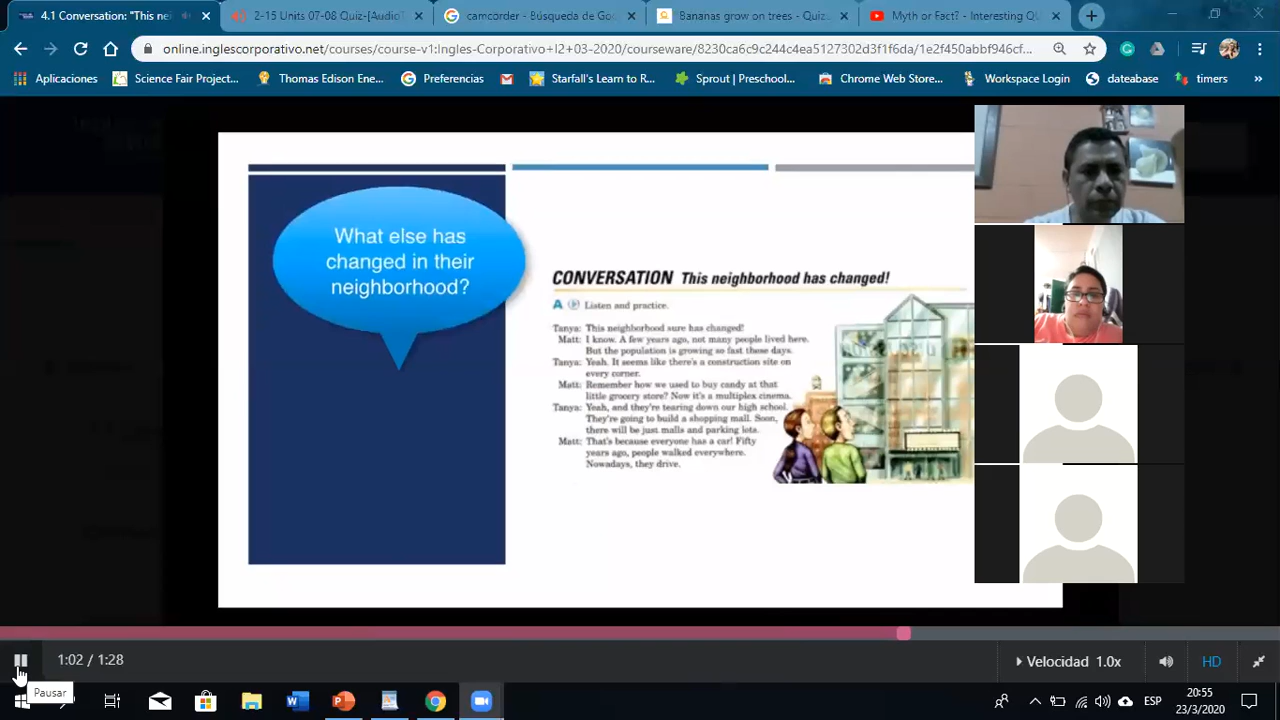 4.1 Conversation: "This nei
2-15 Units 07-08 Quiz-[AudioT
camcorder - Búsqueda de Goo
Bananas grow on trees - Quiz
Myth or Fact? - Interesting QU
online.inglescorporativo.net/courses/course-v1:Ingles-Corporativo+I2+03-2020/courseware/8230ca6c9c244c4ea5127302d3f1f6da/1e2f450abbf946cf...
Aplicaciones
Science Fair Project...
Thomas Edison Ene...
Preferencias
Starfall's Learn to R...
Sprout | Preschool...
Chrome Web Store...
Workspace Login
datebase
timers
What else has
changed in their
neighborhood?
CONVERSATION This neighborhood has changed!
A Listen and practice.
Tanya: This neighborhood sure has changed!
Matt: I know. A few years ago, not many people lived here.
But the population is growing so fast these days.
Tanya: Yeah. It seems like there's a construction site on
every corner.
Matt: Remember how we used to buy candy at that
little grocery store? Now it's a multiplex cinema.
Tanya: Yeah, and they're tearing down our high school.
They're going to build a shopping mall. Soon,
there will be just malls and parking lots.
Matt: That's because everyone has a car! Fifty
years ago, people walked everywhere.
Nowadays, they drive.
1:02 / 1:28
Velocidad 1.0x
HD
Pausar
ESP
20:55
23/3/2020